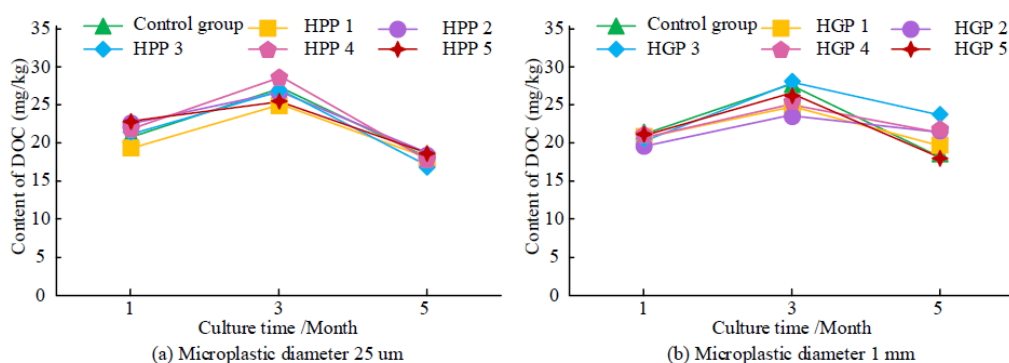 Control group HPP 1 HPP 2
HPP 3 HPP 4 HPP 5
Content of DOC (mg/kg)
35
30
25
20
15
10
5
0
1 3 5
Culture time /Month
(a) Microplastic diameter 25 um
Control group HGP 1 HGP 2
HGP 3 HGP 4 HGP 5
Content of DOC (mg/kg)
35
30
25
20
15
10
5
0
1 3 5
Culture time /Month
(b) Microplastic diameter 1 mm